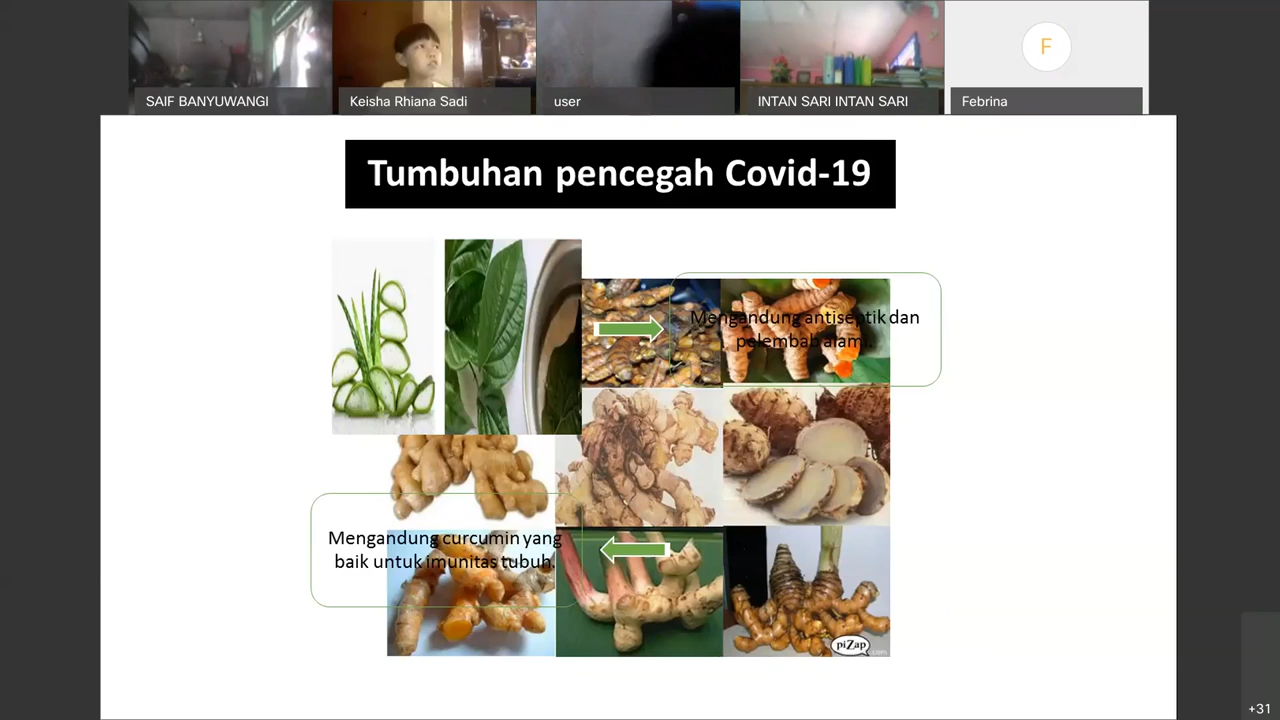 SAIF BANYUWANGI
Keisha Rhiana Sadi
user
INTAN SARI INTAN SARI
F
Febrina
Tumbuhan pencegah Covid-19
Mengandung antiseptik dan
pelembab alami.
Mengandung curcumin yang
baik untuk imunitas tubuh.
piZap
+31